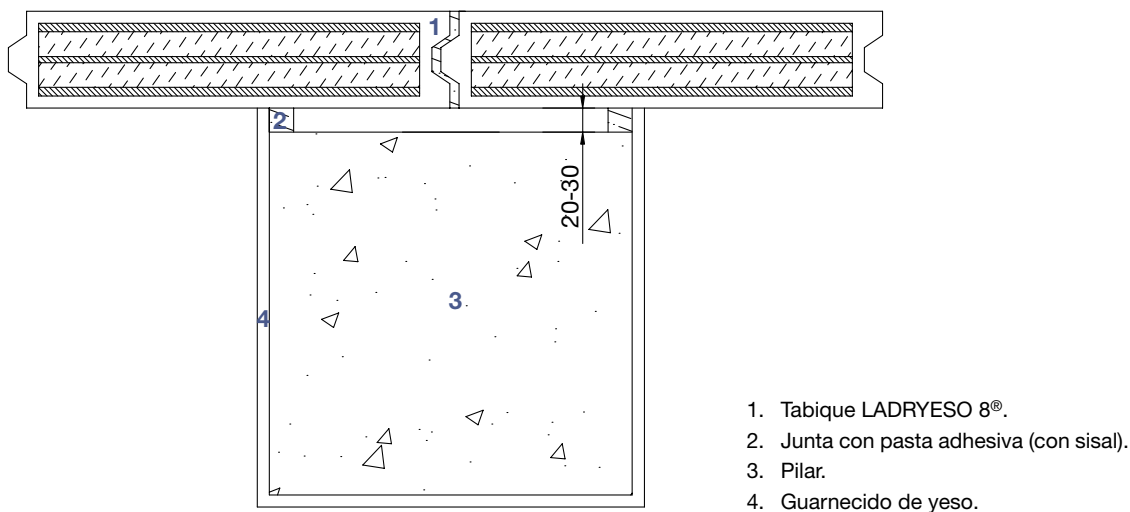 1
2
20-30
3
4
1. Tabique LADRYESO 8®.
2. Junta con pasta adhesiva (con sisal).
3. Pilar.
4. Guarnecido de yeso.